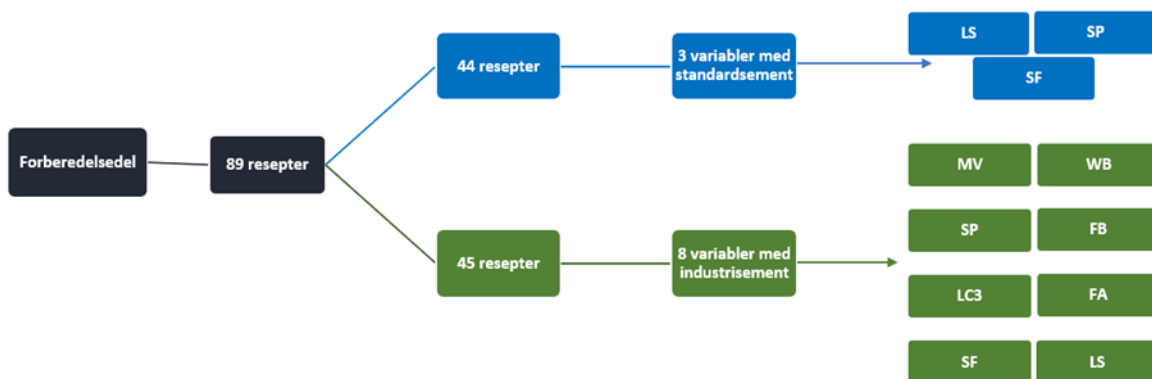 Forberedelsedel
89 resepter
44 resepter
3 variabler med
standardsement
LS
SP
SF
45 resepter
8 variabler med
industrisement
MV
WB
SP
FB
LC3
FA
SF
LS